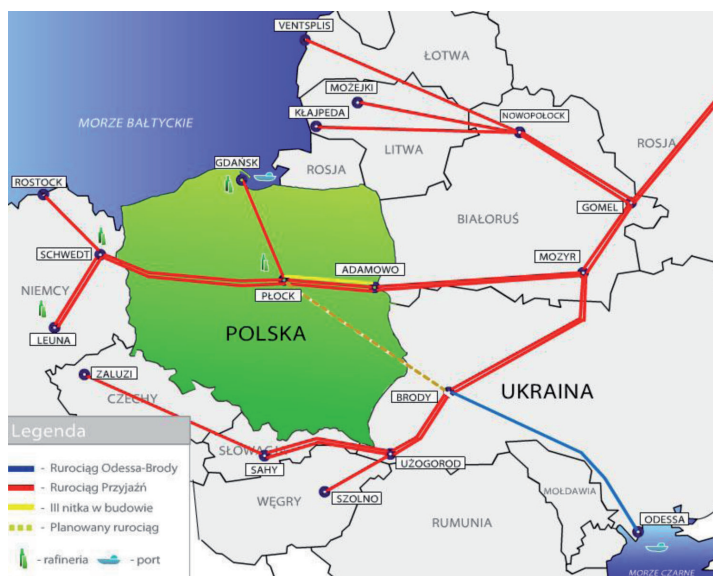 VENTSPLIS
ŁOTWA
MOŻEJKI
KŁAJPEDA
NOWOPOŁOCK
MORZE BAŁTYCKIE
LITWA
ROSJA
GDAŃSK
ROSJA
ROSTOCK
GOMEL
BIAŁORUŚ
SCHWEDT
ADAMOWO
MOZYR
NIEMCY
PŁOCK
LEUNA
POLSKA
ZALUZI
CZECHY
BRODY
UKRAINA
Legenda
SŁOWACJA
SAHY
UŻOGOROD
Rurociąg Odessa-Brody
Rurociąg Przyjaźń
WĘGRY
SZOLNO
MOŁDAWIA
III nitka w budowie
RUMUNIA
ODESSA
Planowany rurociąg
- rafineria
- port
MORZE CZARNE